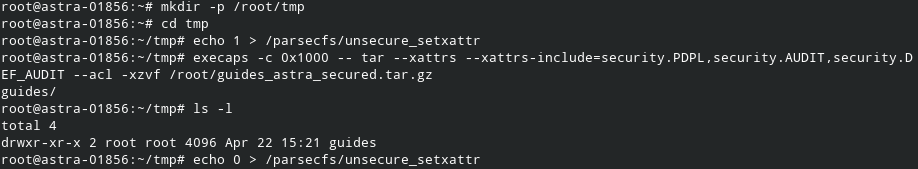 root@astra-01856:~# mkdir -p /root/tmp
root@astra-01856:~# cd tmp
root@astra-01856:~/tmp# echo 1 > /parsecfs/unsecure_setxattr
root@astra-01856:~/tmp# execaps -c 0x1000 -- tar --xattrs --xattrs-include=security.PDPL,security.AUDIT,security.D
EF_AUDIT --acl -xzvf /root/guides_astra_secured.tar.gz
guides/
root@astra-01856:~/tmp# ls -l
total 4
drwxr-xr-x 2 root root 4096 Apr 22 15:21 guides
root@astra-01856:~/tmp# echo 0 > /parsecfs/unsecure_setxattr